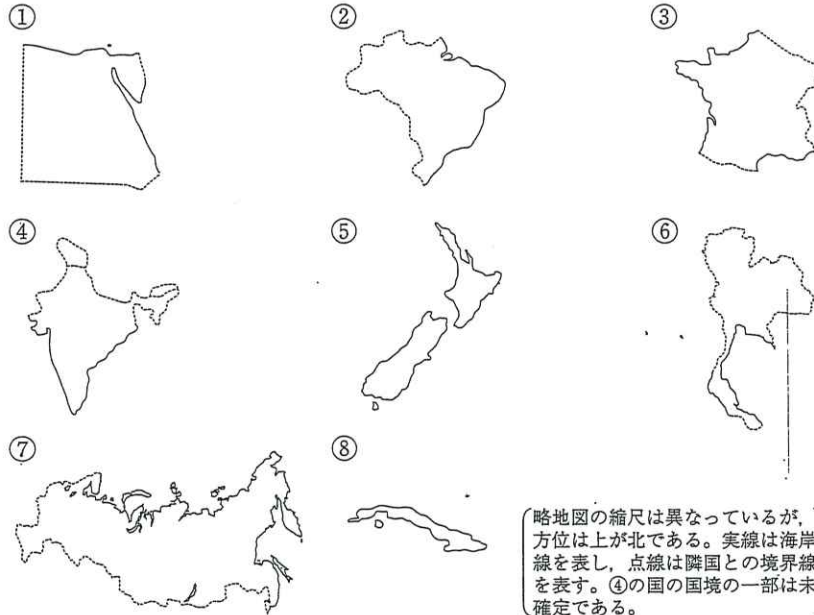 ①
②
③
④
⑤
⑥
⑦
⑧
略地図の縮尺は異なっているが,
方位は上が北である。実線は海岸
線を表し, 点線は隣国との境界線
を表す。④の国の国境の一部は未
確定である。